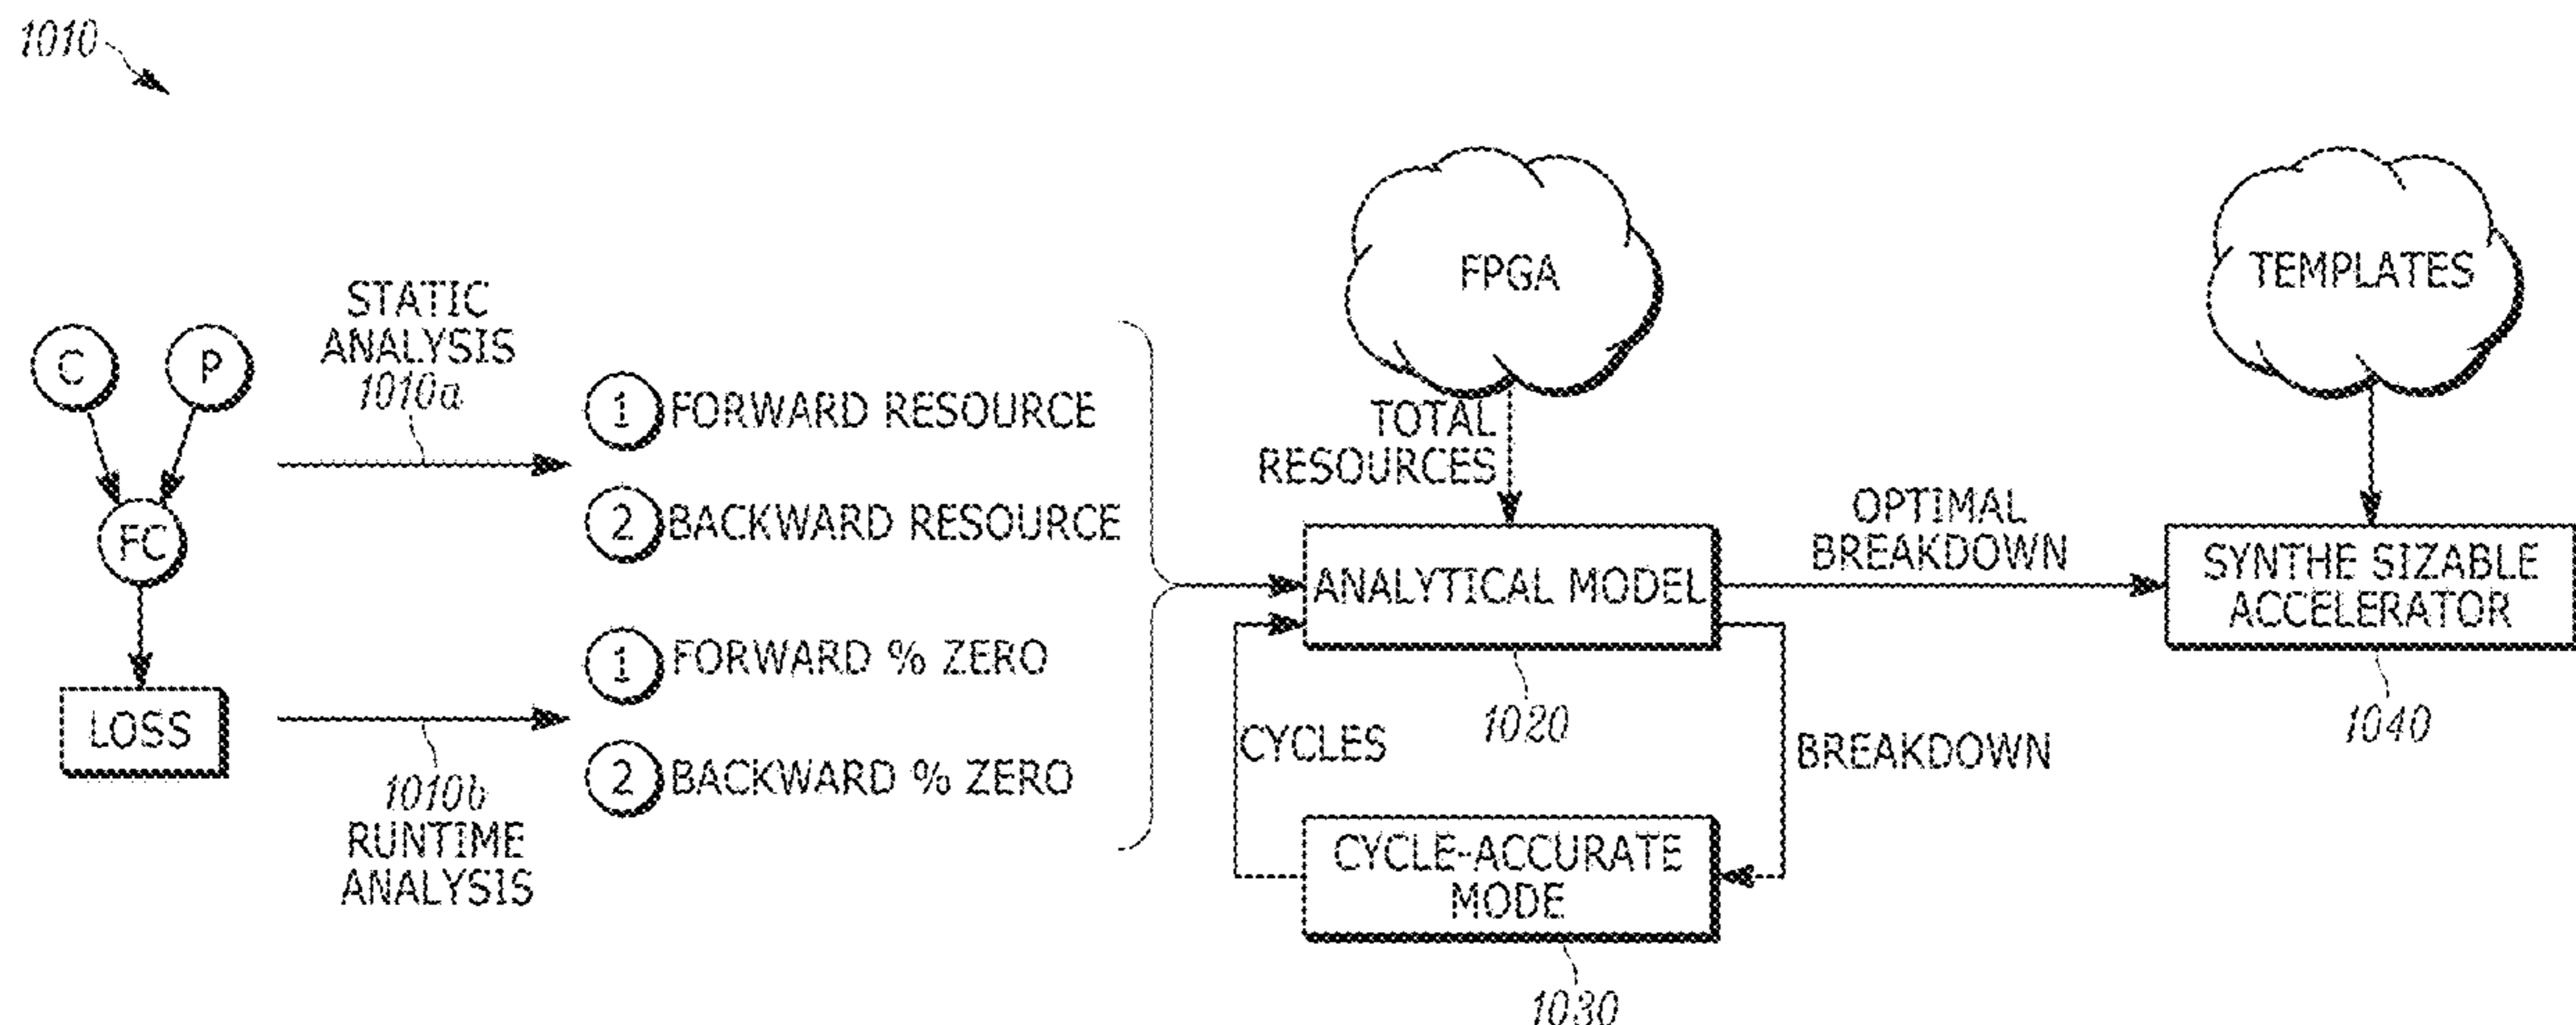 1010
C
P
FC
LOSS
STATIC
ANALYSIS
1010a
1010b
RUNTIME
ANALYSIS
1 FORWARD RESOURCE
2 BACKWARD RESOURCE
1 FORWARD % ZERO
2 BACKWARD % ZERO
FPGA
TOTAL
RESOURCES
ANALYTICAL MODEL
1020
CYCLES
BREAKDOWN
CYCLE-ACCURATE
MODE
1030
OPTIMAL
BREAKDOWN
TEMPLATES
SYNTHE SIZABLE
ACCELERATOR
1040